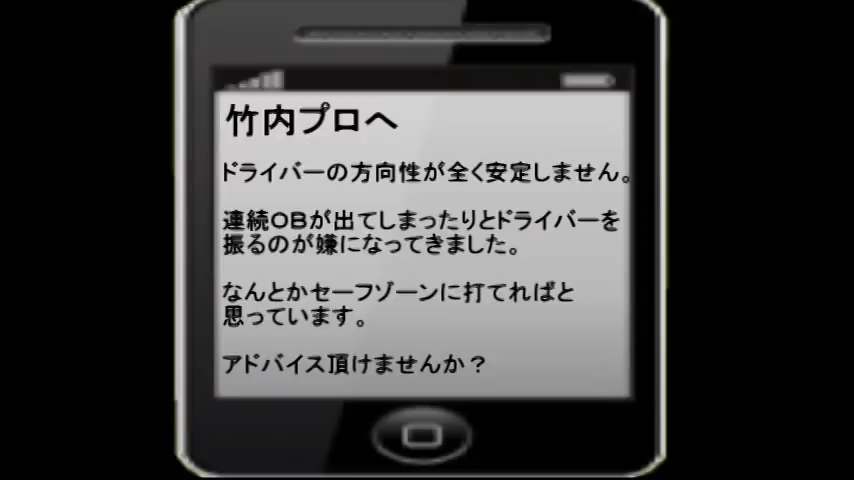 竹内プロへ
ドライバーの方向性が全く安定しません。
連続OBが出てしまったりとドライバーを
振るのが嫌になってきました。
なんとかセーフゾーンに打てればと
思っています。
アドバイス頂けませんか？